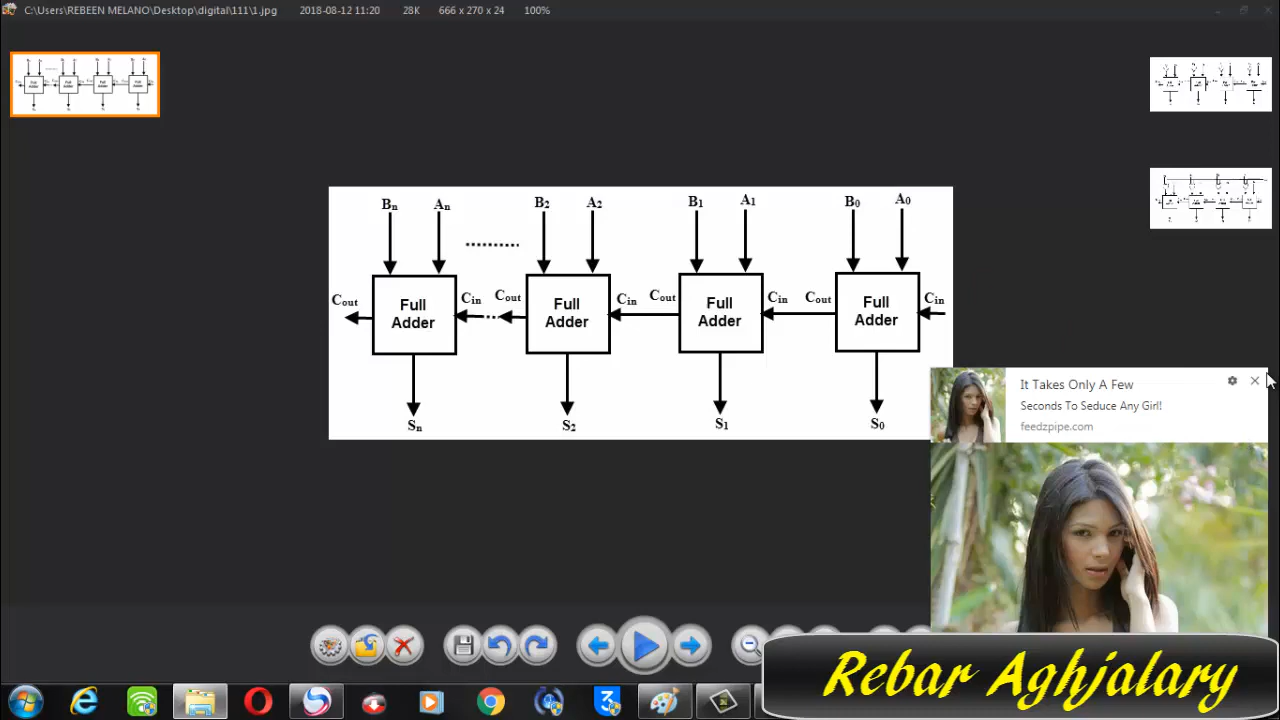 C:\Users\REBEEN MELANO\Desktop\digital\111\1.jpg 2018-08-12 11:20 28K 666 x 270 x 24 100%
Bn An B2 A2 B1 A1 B0 A0
..........
Cout Full Adder Cin Cout Full Adder Cin Cout Full Adder Cin Cout Full Adder Cin
Sn S2 S1 S0
It Takes Only A Few
Seconds To Seduce Any Girl!
feedzpipe.com
Rebar Aghjalary